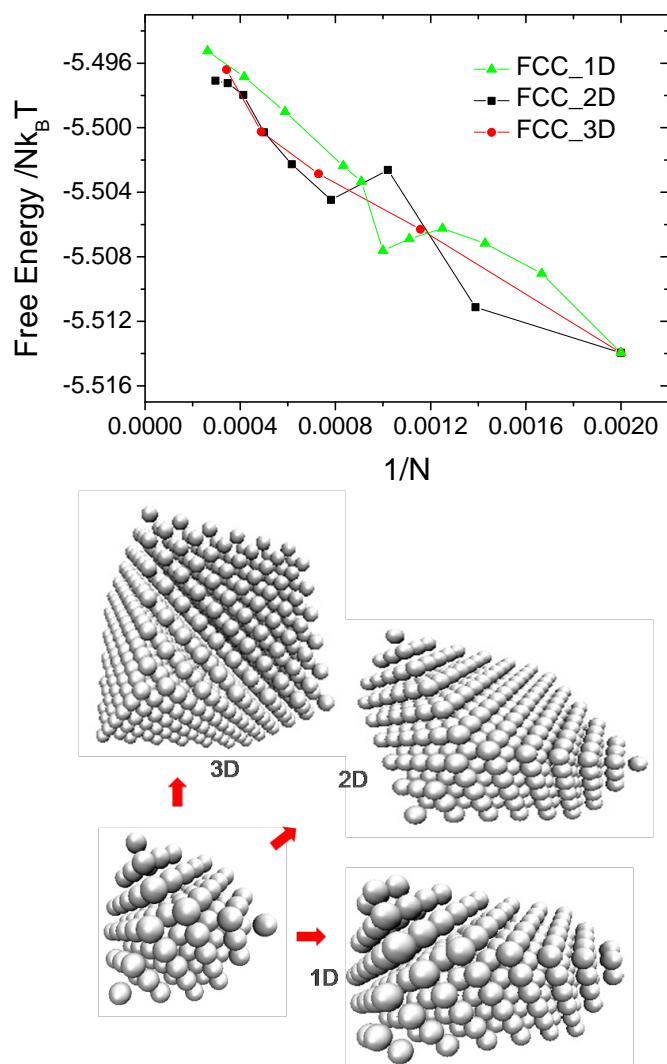 Free Energy /Nk_BT
-5.496
-5.500
-5.504
-5.508
-5.512
-5.516
FCC_1D
FCC_2D
FCC_3D
0.0000 0.0004 0.0008 0.0012 0.0016 0.0020
1/N
3D
2D
1D